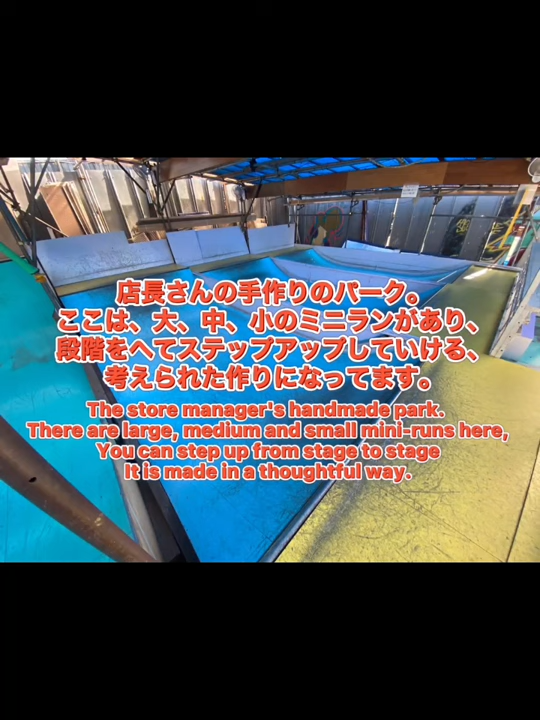 店長さんの手作りのパーク。
ここは、大、中、小のミニランがあり、
段階をへてステップアップしていける、
考えられた作りになってます。
The store manager's handmade park.
There are large, medium and small mini-runs here,
You can step up from stage to stage
It is made in a thoughtful way.